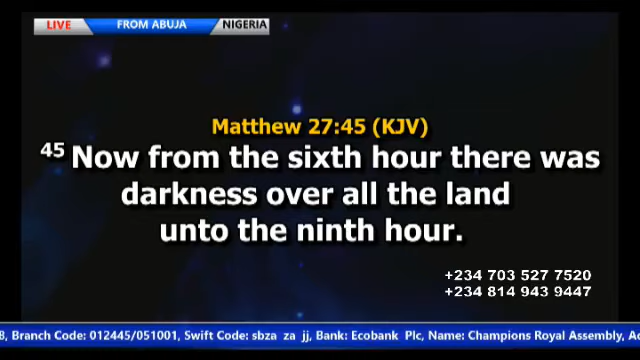 LIVE FROM ABUJA NIGERIA
Matthew 27:45 (KJV)
45 Now from the sixth hour there was
darkness over all the land
unto the ninth hour.
+234 703 527 7520
+234 814 943 9447
8, Branch Code: 012445/051001, Swift Code: sbza za jj, Bank: Ecobank Plc, Name: Champions Royal Assembly,